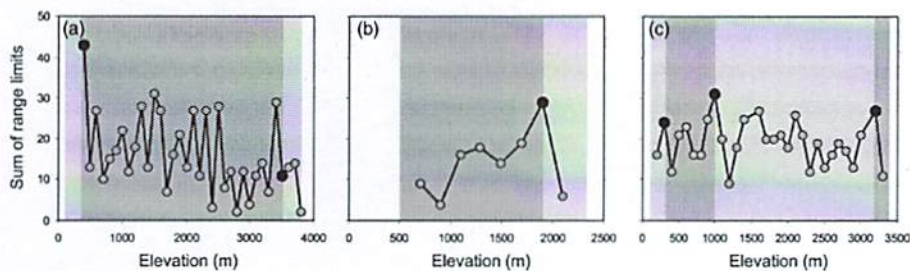 (a)
(b)
(c)
Sum of range limits
50
40
30
20
10
0
0 1000 2000 3000 4000
0 500 1000 1500 2000 2500
0 500 1000 1500 2000 2500 3000 3500
Elevation (m)
Elevation (m)
Elevation (m)